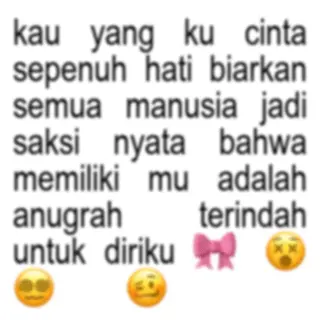 kau yang ku cinta
sepenuh hati biarkan
semua manusia jadi
saksi nyata bahwa
memiliki mu adalah
anugrah terindah
untuk diriku 🎀 😵
😵‍💫 🥴